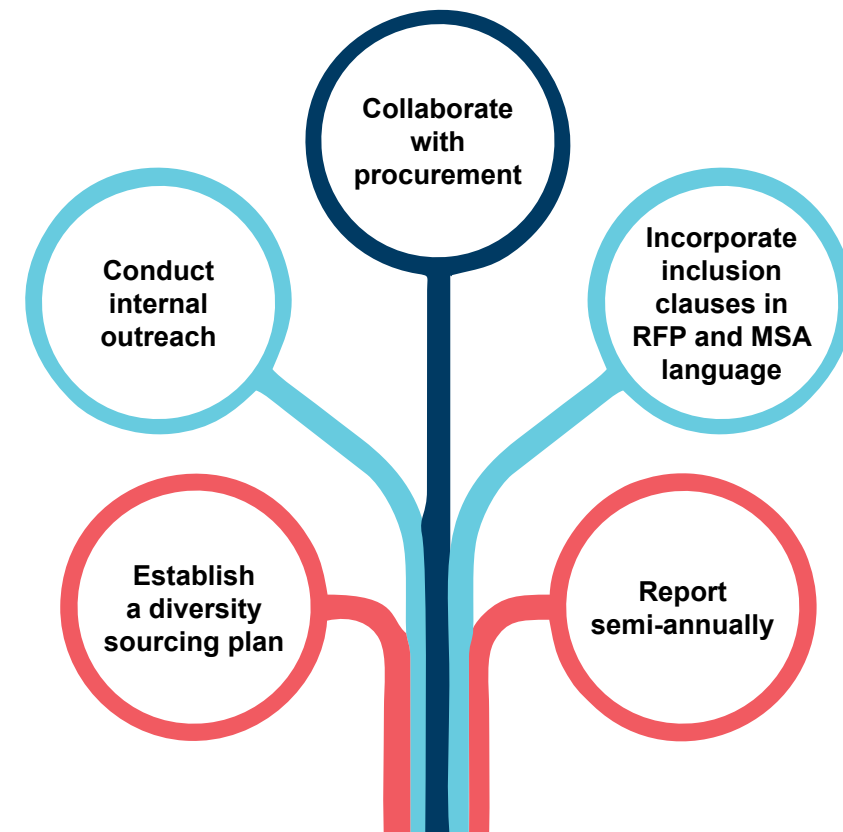 Collaborate
with
procurement
Conduct
internal
outreach
Incorporate
inclusion
clauses in
RFP and MSA
language
Establish
a diversity
sourcing plan
Report
semi-annually